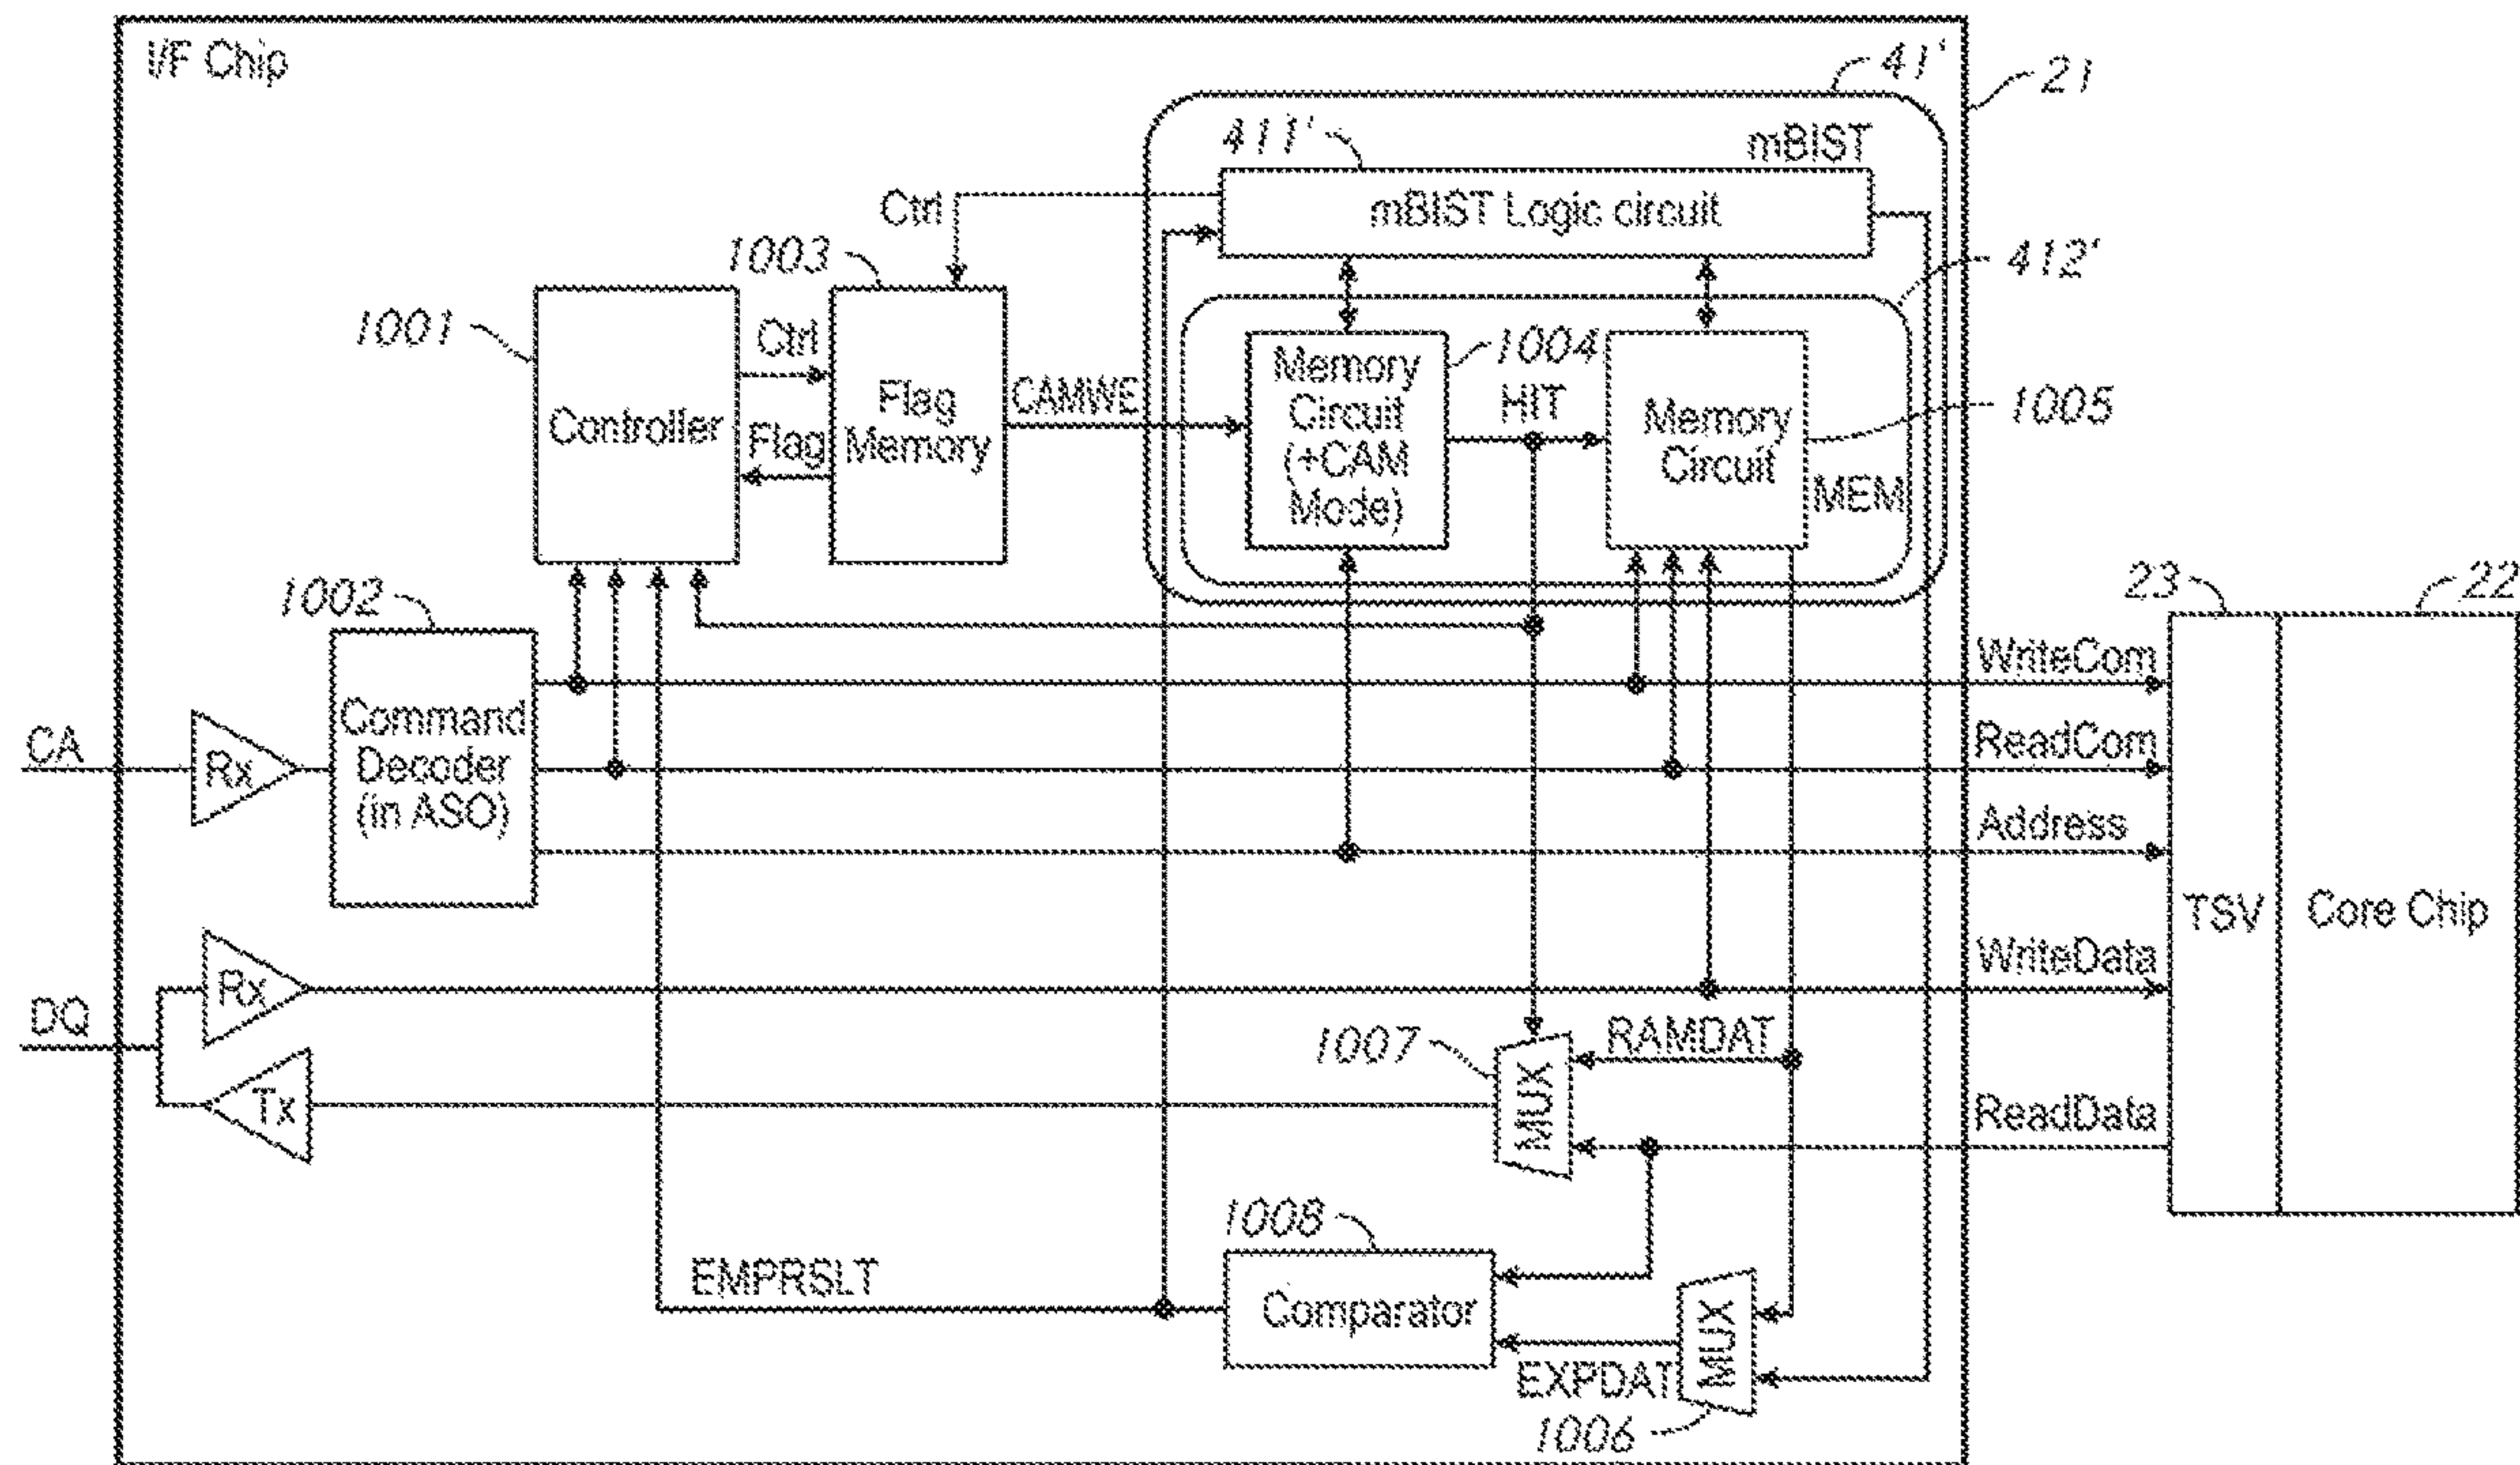 I/F Chip
41'
21
411'
mBIST
mBIST Logic circuit
Ctrl
412'
1003
1001
Ctrl
Controller
Flag
Flag
Memory
CAMWE
Memory
Circuit
(+CAM
Mode)
1004
HIT
Memory
Circuit
1005
MEM
1002
23
22
Command
Decoder
(in ASO)
CA
Rx
WriteCom
ReadCom
Address
TSV
Core Chip
WriteData
Rx
DQ
1007
MUX
RAMDAT
Tx
ReadData
1008
EMPRSLT
Comparator
MUX
EXPDAT
1006